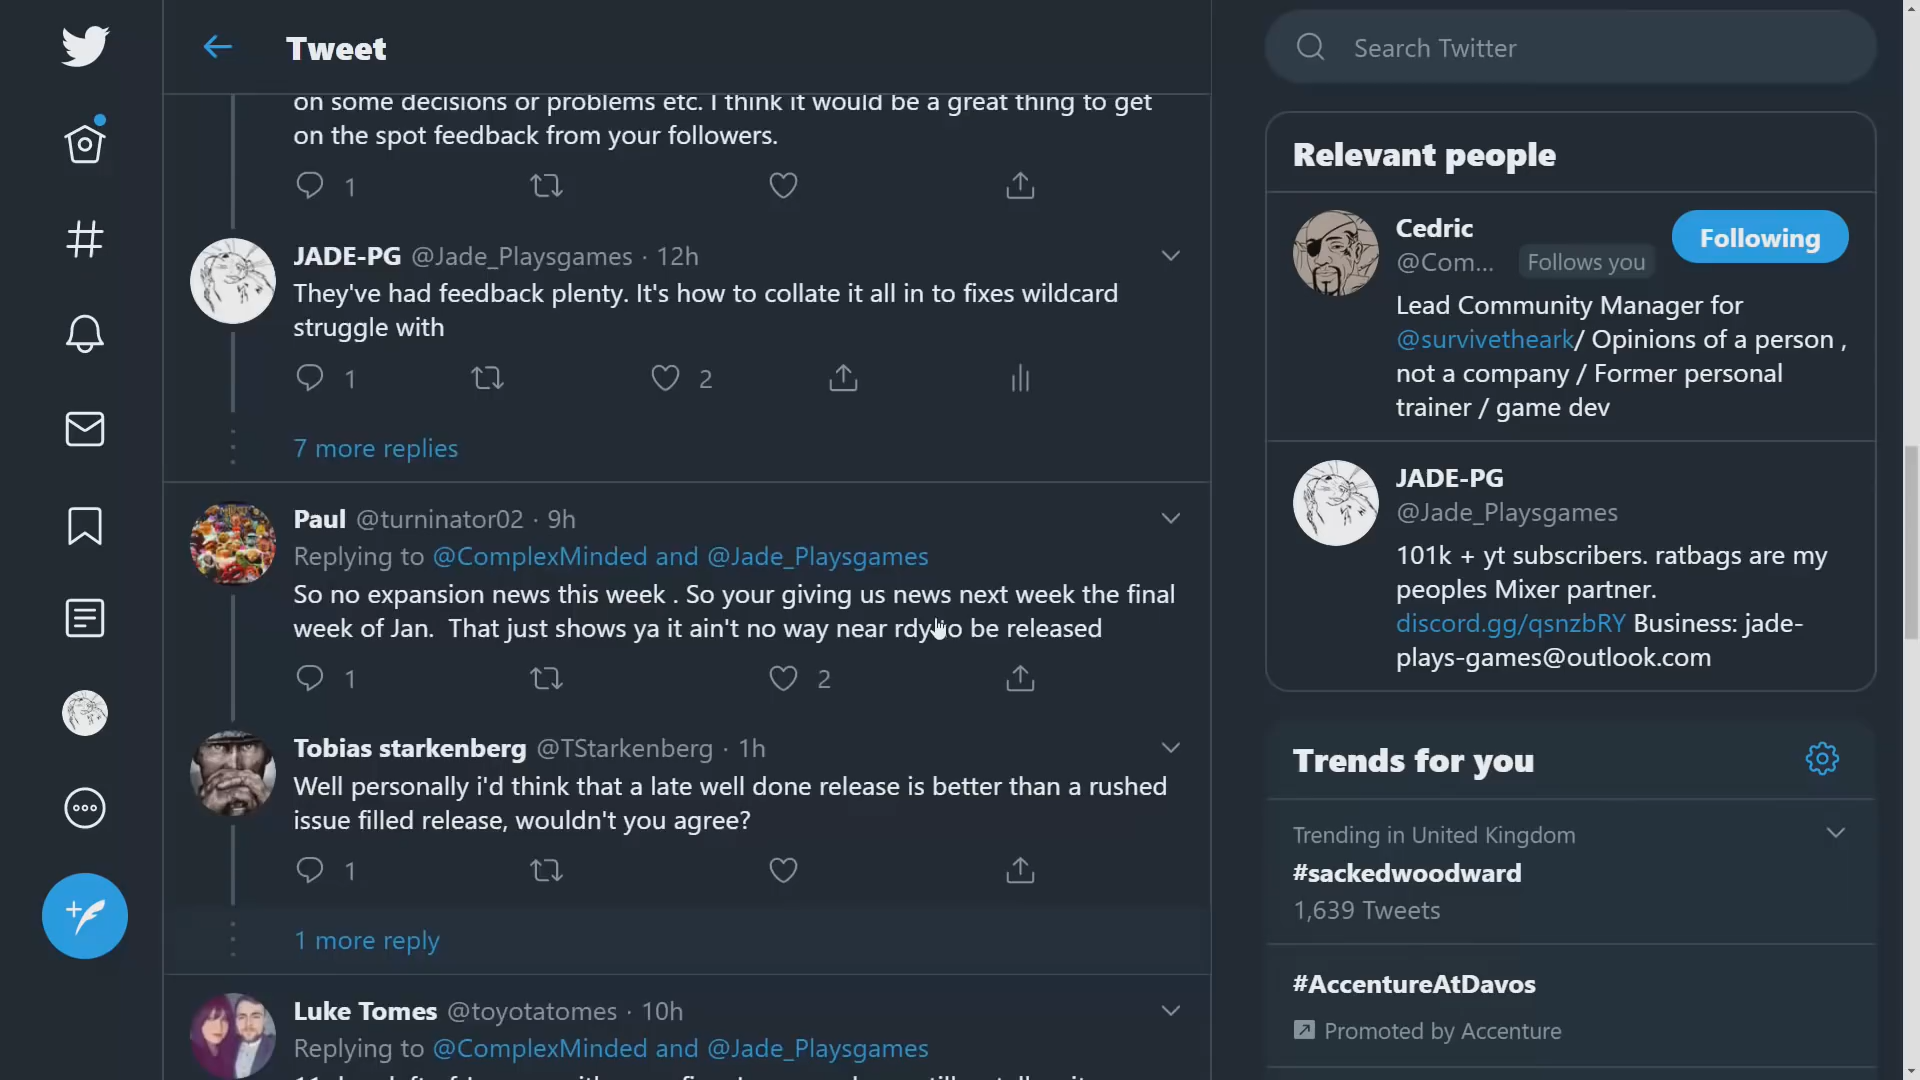 Tweet
on some decisions or problems etc. I think it would be a great thing to get
on the spot feedback from your followers.
1
JADE-PG @Jade_Playsgames · 12h
They've had feedback plenty. It's how to collate it all in to fixes wildcard
struggle with
1 2
7 more replies
Paul @turninator02 · 9h
Replying to @ComplexMinded and @Jade_Playsgames
So no expansion news this week . So your giving us news next week the final
week of Jan. That just shows ya it ain't no way near rdy to be released
1 2
Tobias starkenberg @TStarkenberg · 1h
Well personally i'd think that a late well done release is better than a rushed
issue filled release, wouldn't you agree?
1
1 more reply
Luke Tomes @toyotatomes · 10h
Replying to @ComplexMinded and @Jade_Playsgames
Search Twitter
Relevant people
Cedric
@Com... Follows you
Following
Lead Community Manager for
@survivetheark/ Opinions of a person ,
not a company / Former personal
trainer / game dev
JADE-PG
@Jade_Playsgames
101k + yt subscribers. ratbags are my
peoples Mixer partner.
discord.gg/qsnzbRY Business: jade-
plays-games@outlook.com
Trends for you
Trending in United Kingdom
#sackedwoodward
1,639 Tweets
#AccentureAtDavos
Promoted by Accenture